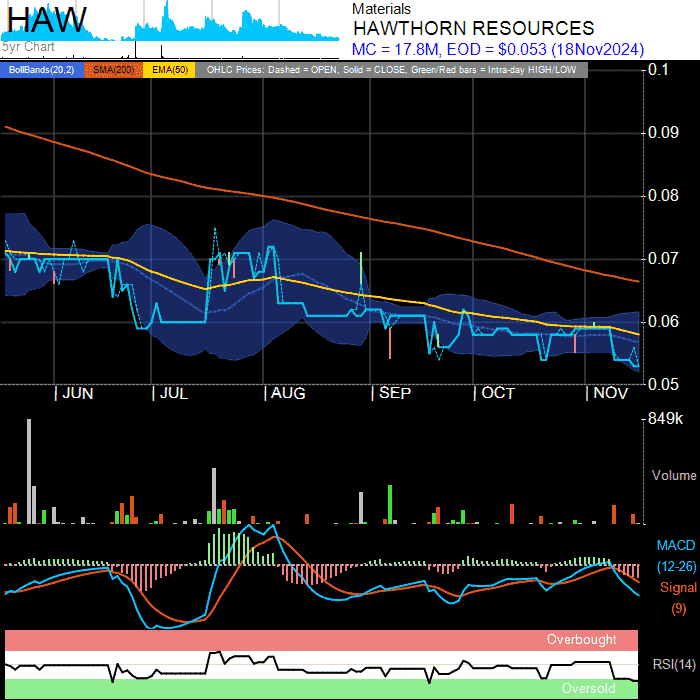 HAW
5yr Chart
Materials
HAWTHORN RESOURCES
MC = 17.8M, EOD = $0.053 (18Nov2024)
BollBands(20,2) SMA(200) EMA(50) OHLC Prices: Dashed = OPEN, Solid = CLOSE, Green/Red bars = Intra-day HIGH/LOW
0.1
0.09
0.08
0.07
0.06
0.05
JUN JUL AUG SEP OCT NOV
849k
Volume
MACD
(12-26)
Signal
(9)
Overbought
RSI(14)
Oversold